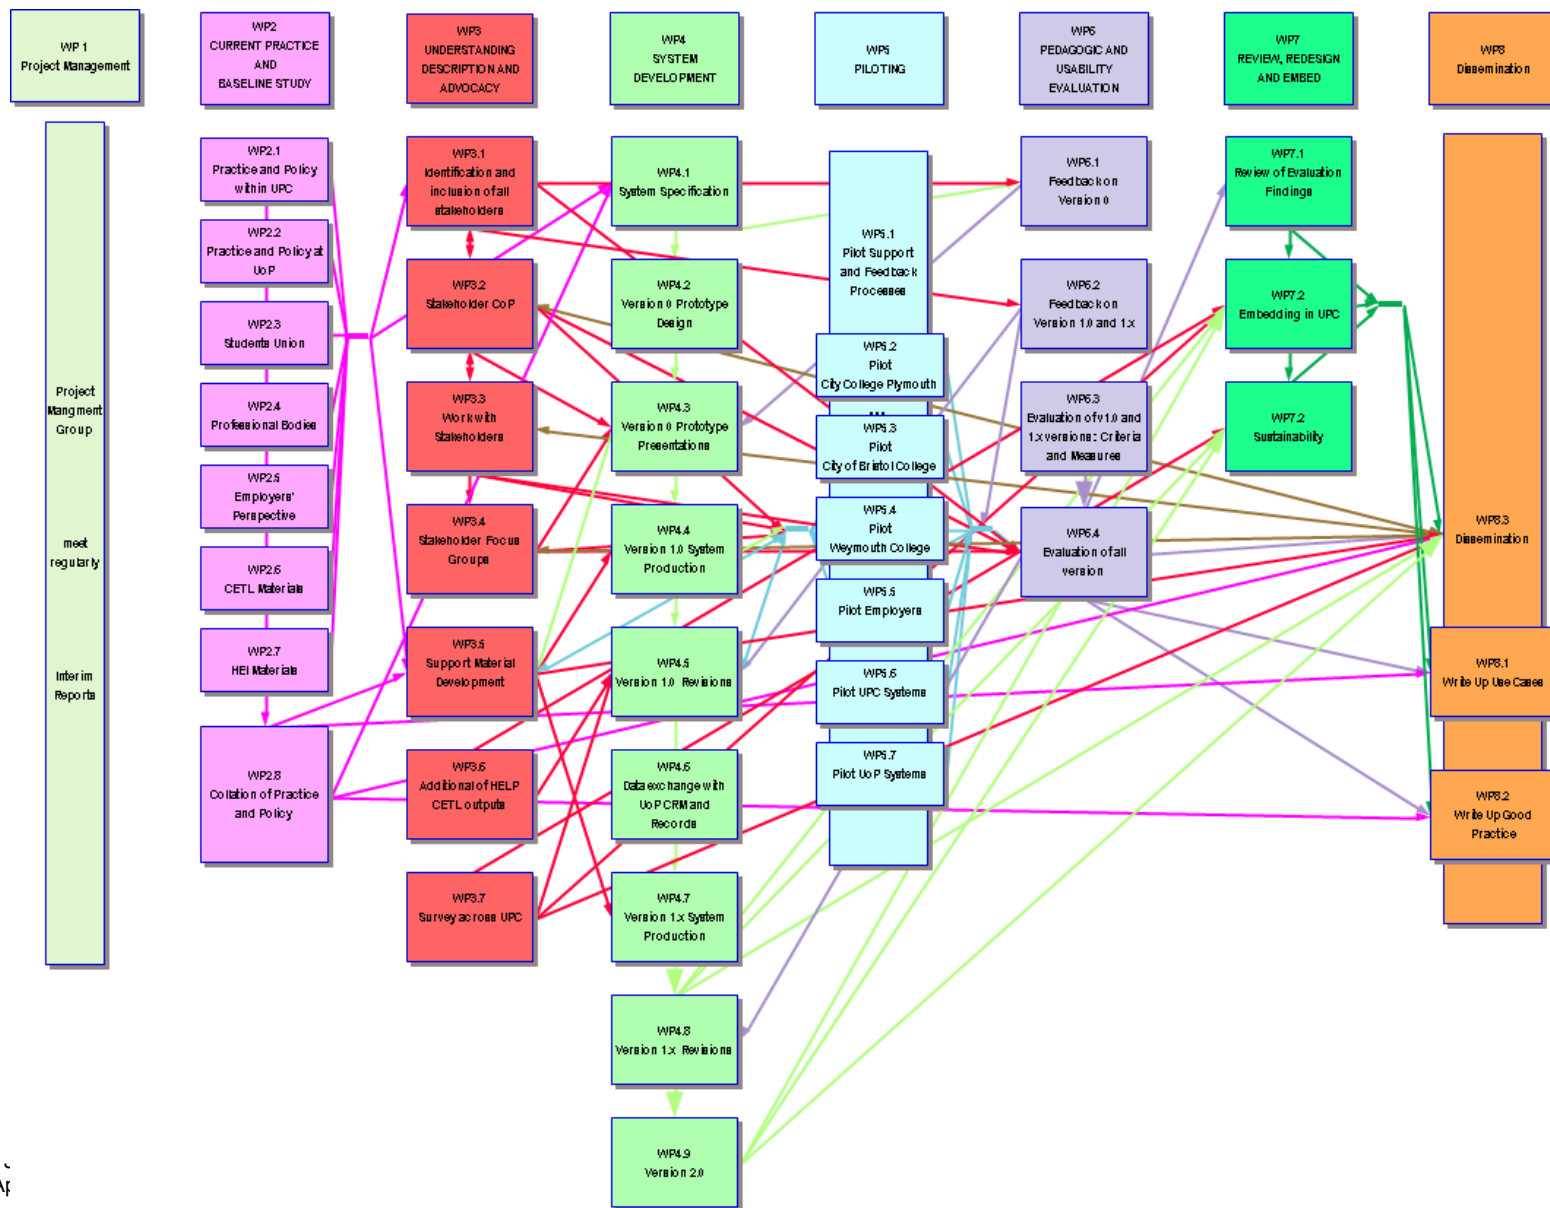 WP 1
Project Management
WP2
CURRENT PRACTICE
AND
BASELINE STUDY
WP3
UNDERSTANDING
DESCRIPTION AND
ADVOCACY
WP4
SYSTEM
DEVELOPMENT
WP5
PILOTING
WP6
PEDAGOGIC AND
USABILITY
EVALUATION
WP7
REVIEW, REDESIGN
AND EMBED
WP8
Dissemination
Project
Mangment
Group
meet
regularly
Interim
Reports
WP2.1
Practice and Policy
within UPC
WP2.2
Practice and Policy at
UoP
WP2.3
Students Union
WP2.4
Professional Bodies
WP2.5
Employers'
Perspective
WP2.6
CETL Materials
WP2.7
HEI Materials
WP2.8
Collation of Practice
and Policy
WP3.1
Identification and
inclusion of all
stakeholders
WP3.2
Stakeholder CoP
WP3.3
Work with
Stakeholders
WP3.4
Stakeholder Focus
Groups
WP3.5
Support Material
Development
WP3.6
Additional of HELP
CETL outputs
WP3.7
Survey across UPC
WP4.1
System Specification
WP4.2
Version 0 Prototype
Design
WP4.3
Version 0 Prototype
Presentations
WP4.4
Version 1.0 System
Production
WP4.5
Version 1.0 Revisions
WP4.6
Data exchange with
UoP CRM and
Records
WP4.7
Version 1.x System
Production
WP4.8
Version 1.x Revisions
WP4.9
Version 2.0
WP5.1
Pilot Support
and Feedback
Processes
WP5.2
Pilot
City College Plymouth
...
WP5.3
Pilot
City of Bristol College
WP5.4
Pilot
Weymouth College
WP5.5
Pilot Employers
WP5.6
Pilot UPC Systems
WP5.7
Pilot UoP Systems
WP6.1
Feedback on
Version 0
WP6.2
Feedback on
Version 1.0 and 1.x
WP6.3
Evaluation of v1.0 and
1.x versions: Criteria
and Measures
WP6.4
Evaluation of all
version
WP7.1
Review of Evaluation
Findings
WP7.2
Embedding in UPC
WP7.2
Sustainability
WP8.3
Dissemination
WP8.1
Write Up Use Cases
WP8.2
Write Up Good
Practice